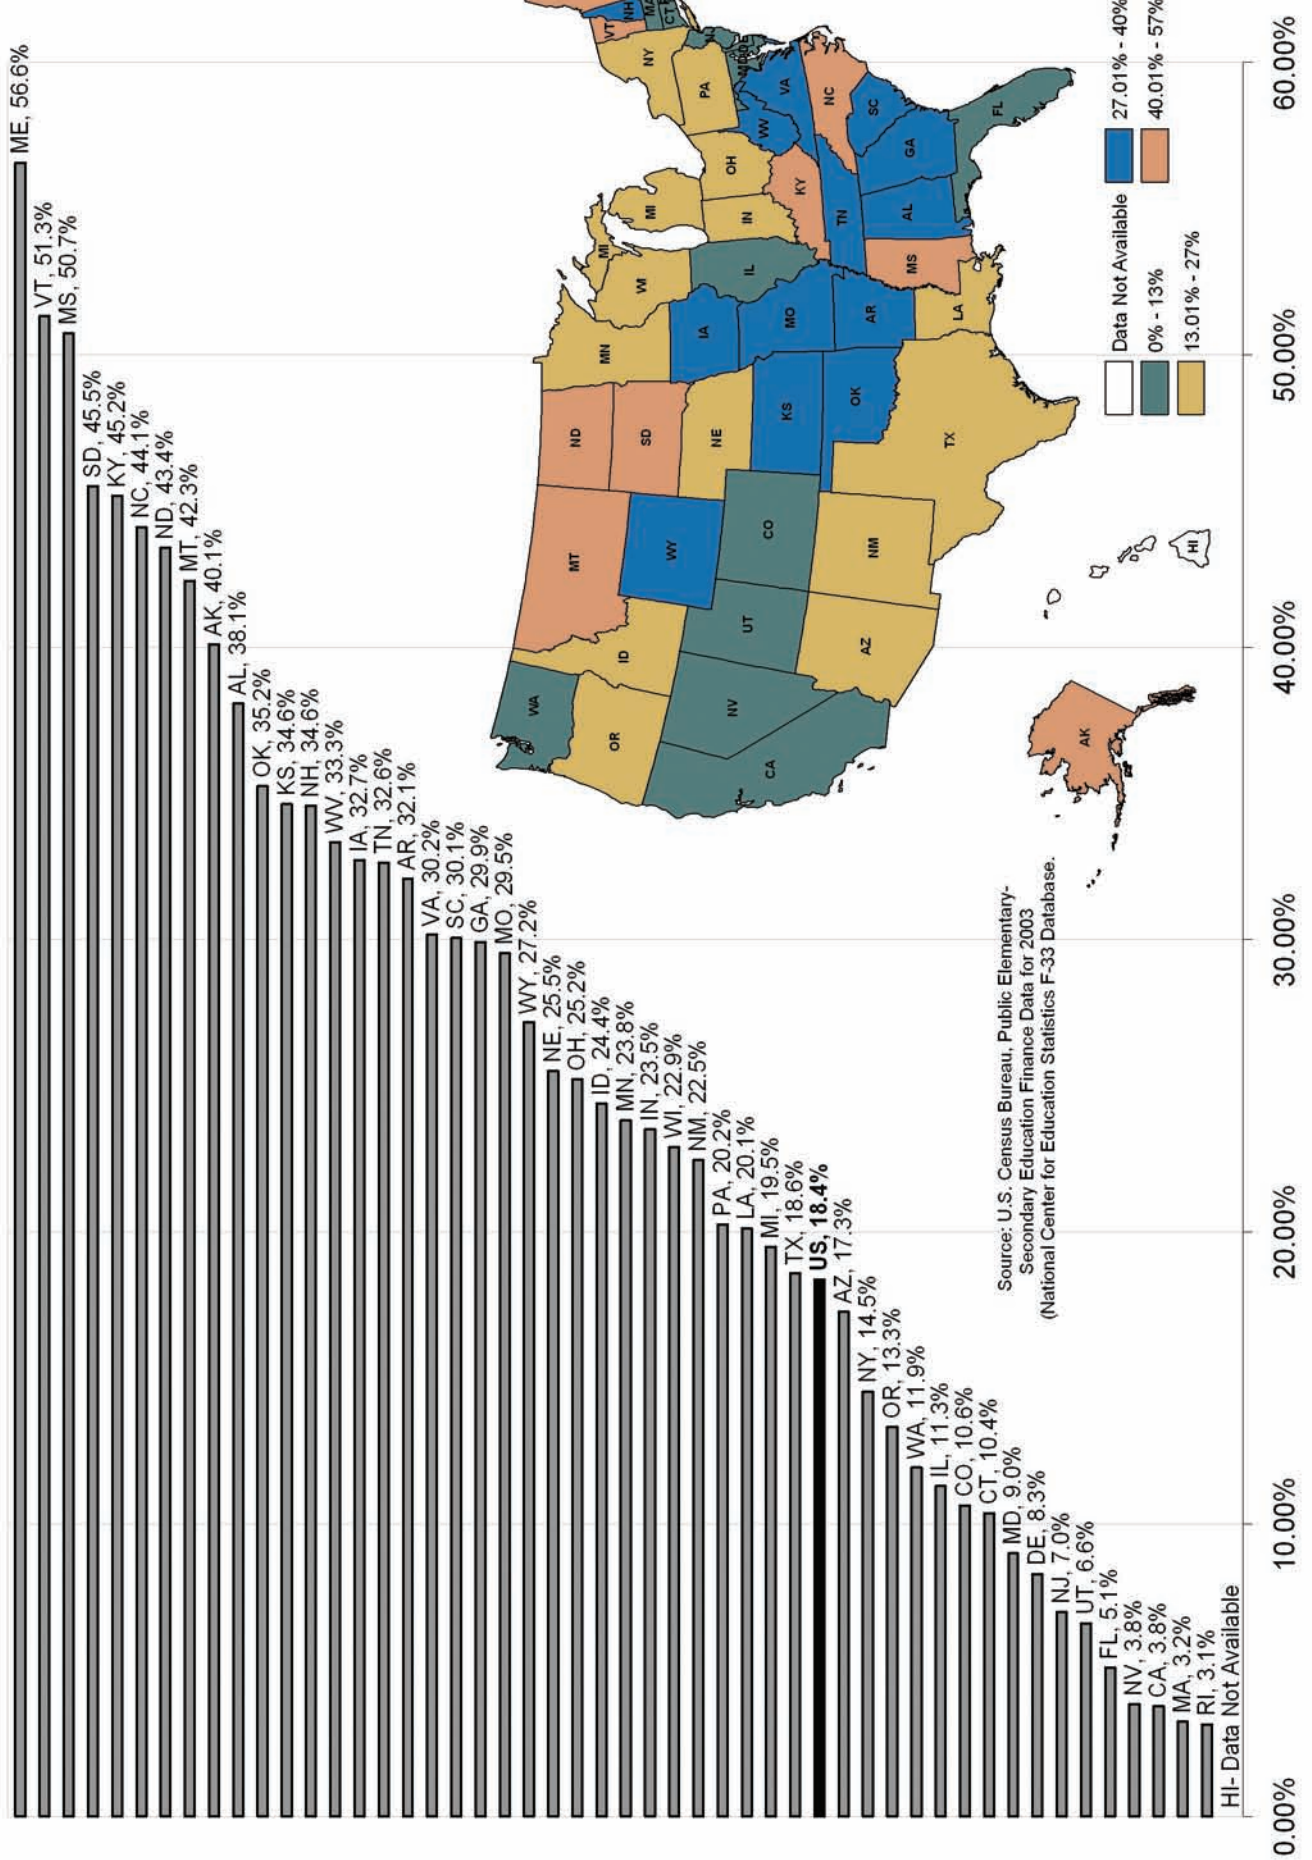 ME, 56.6%
VT, 51.3%
MS, 50.7%
SD, 45.5%
KY, 45.2%
NC, 44.1%
ND, 43.4%
MT, 42.3%
AK, 40.1%
AL, 38.1%
OK, 35.2%
KS, 34.6%
NH, 34.6%
WV, 33.3%
IA, 32.7%
TN, 32.6%
AR, 32.1%
VA, 30.2%
SC, 30.1%
GA, 29.9%
MO, 29.5%
WY, 27.2%
NE, 25.5%
OH, 25.2%
ID, 24.4%
MN, 23.8%
IN, 23.5%
WI, 22.9%
NM, 22.5%
PA, 20.2%
LA, 20.1%
MI, 19.5%
TX, 18.6%
US, 18.4%
AZ, 17.3%
NY, 14.5%
OR, 13.3%
WA, 11.9%
IL, 11.3%
CO, 10.6%
CT, 10.4%
MD, 9.0%
DE, 8.3%
NJ, 7.0%
UT, 6.6%
FL, 5.1%
NV, 3.8%
CA, 3.8%
MA, 3.2%
RI, 3.1%
HI- Data Not Available
0.00%
10.00%
20.00%
30.00%
40.00%
50.00%
60.00%
WA
OR
CA
NV
ID
MT
WY
UT
AZ
CO
NM
ND
SD
NE
KS
OK
TX
MN
IA
MO
AR
LA
WI
IL
MI
MI
IN
OH
KY
TN
MS
AL
GA
FL
SC
NC
VA
WV
PA
NY
VT
NH
MA
CT
NJ
MD
DE
AK
HI
Data Not Available
0% - 13%
13.01% - 27%
27.01% - 40%
40.01% - 57%
Source: U.S. Census Bureau, Public Elementary-
Secondary Education Finance Data for 2003
(National Center for Education Statistics F-33 Database.